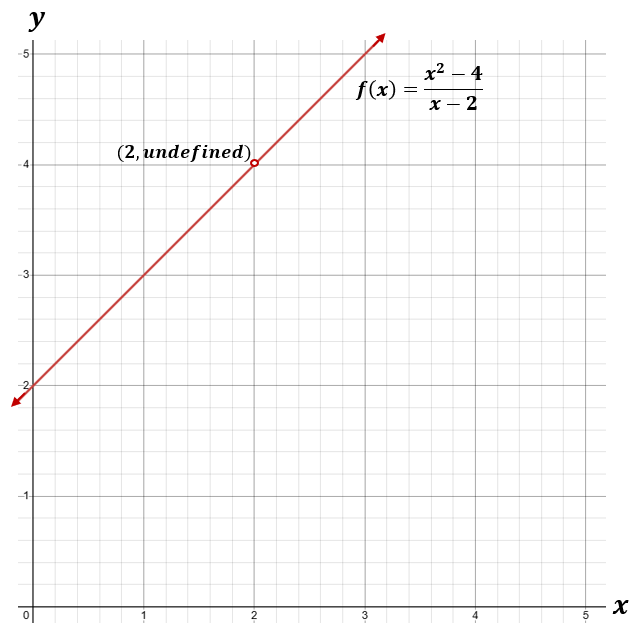 y
5
f(x) = x² − 4 / x − 2
(2, undefined)
4
3
2
1
0 1 2 3 4 5 x